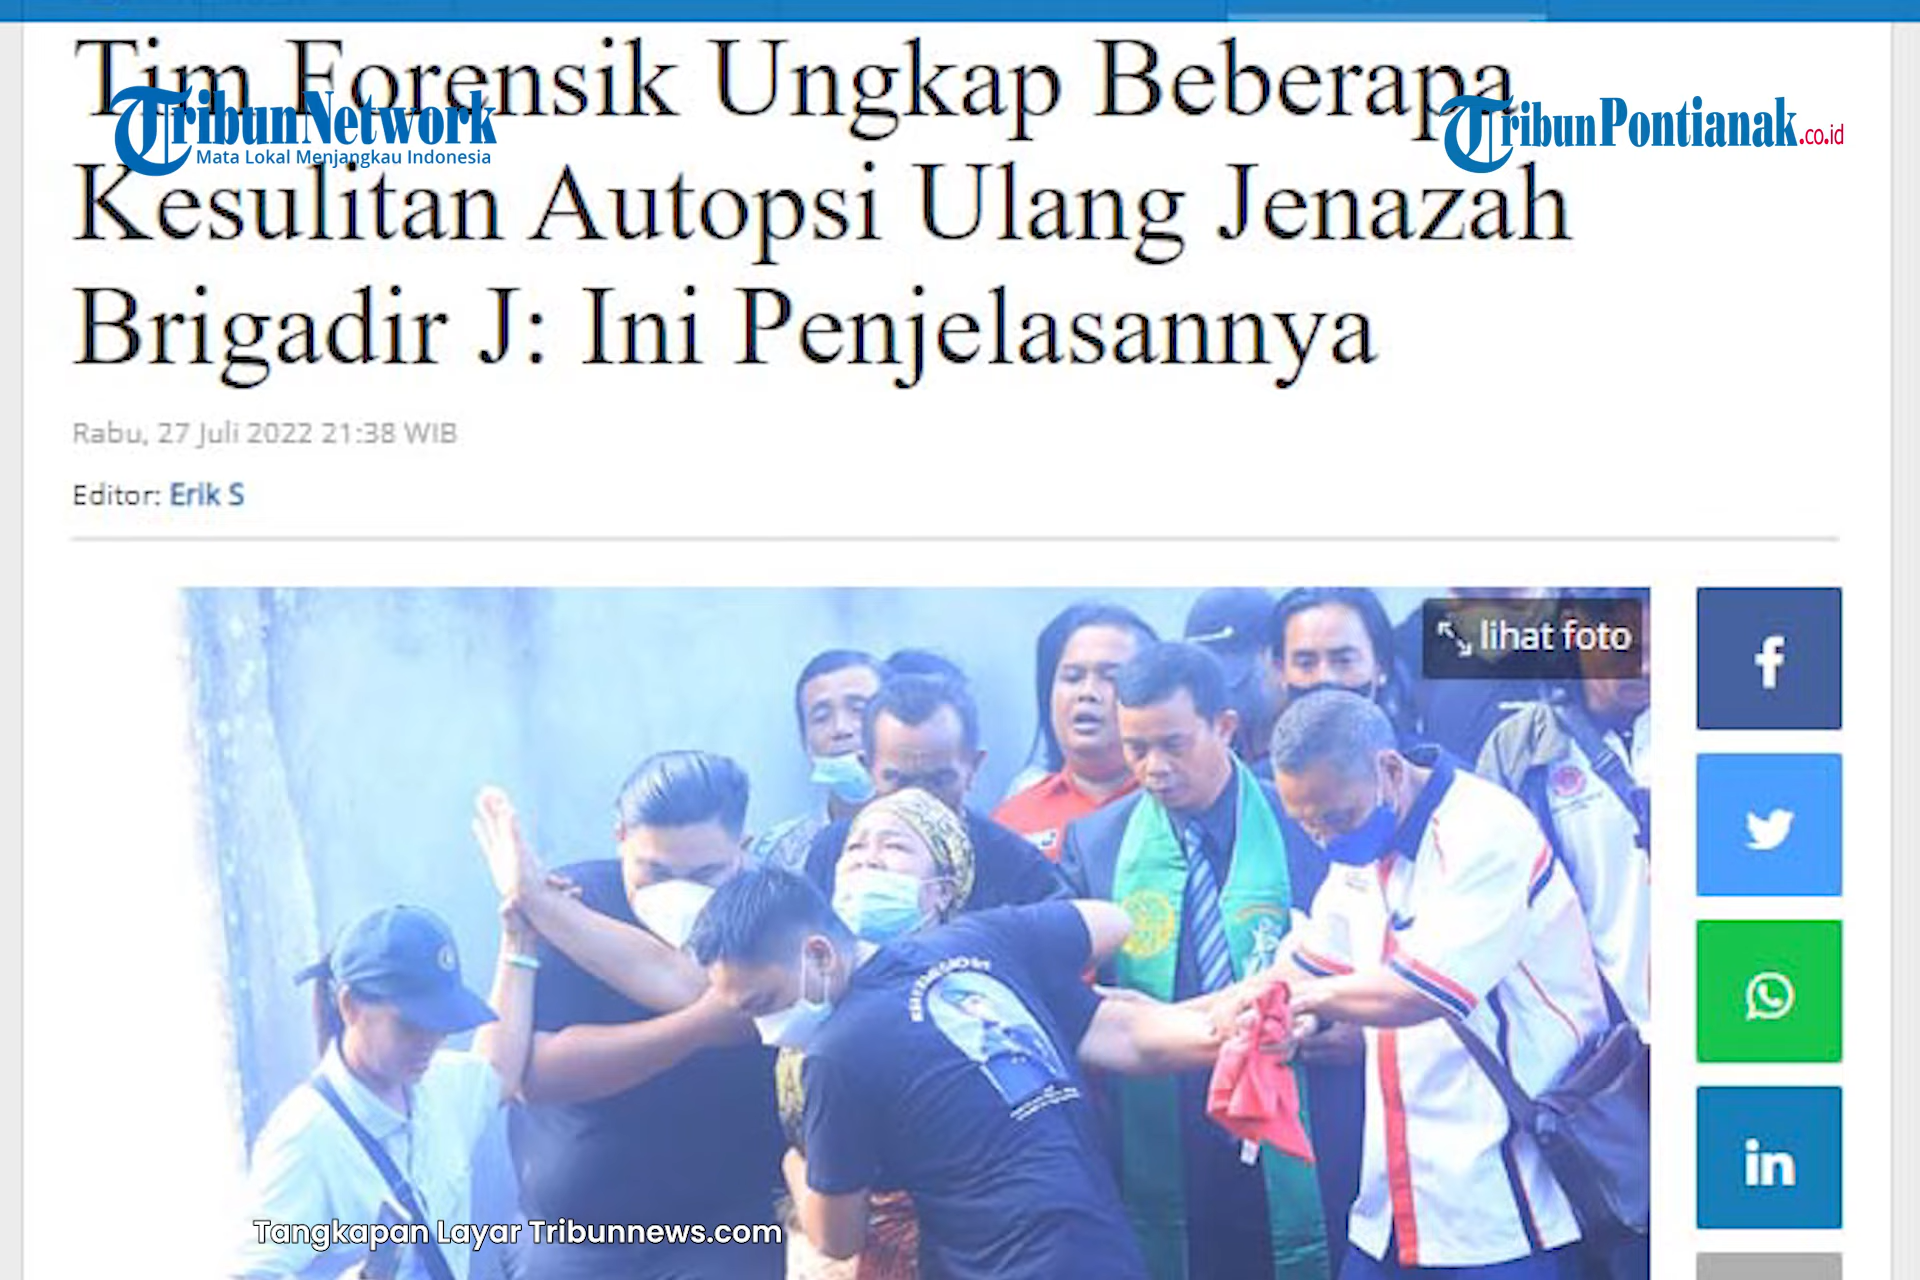 Tim Forensik Ungkap Beberapa
TribunNetwork
Mata Lokal Menjangkau Indonesia
TribunPontianak.co.id
Kesulitan Autopsi Ulang Jenazah
Brigadir J: Ini Penjelasannya
Rabu, 27 Juli 2022 21:38 WIB
Editor: Erik S
lihat foto
f
in
Tangkapan Layar Tribunnews.com